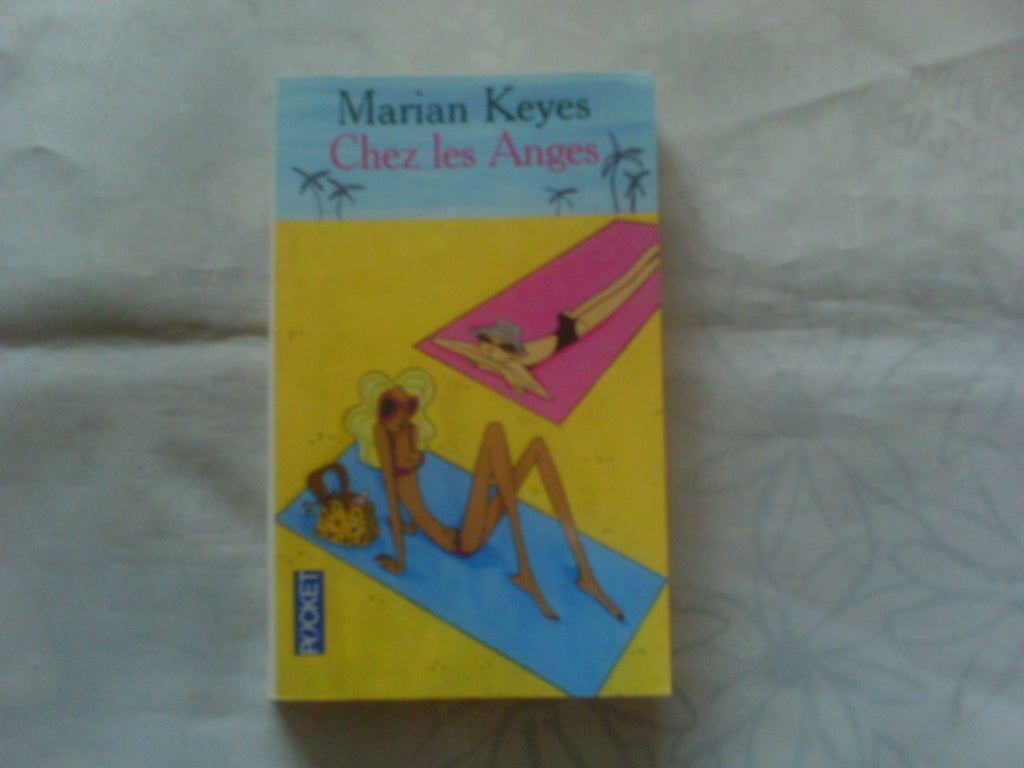 Marian Keyes
Chez les Anges
POCKET